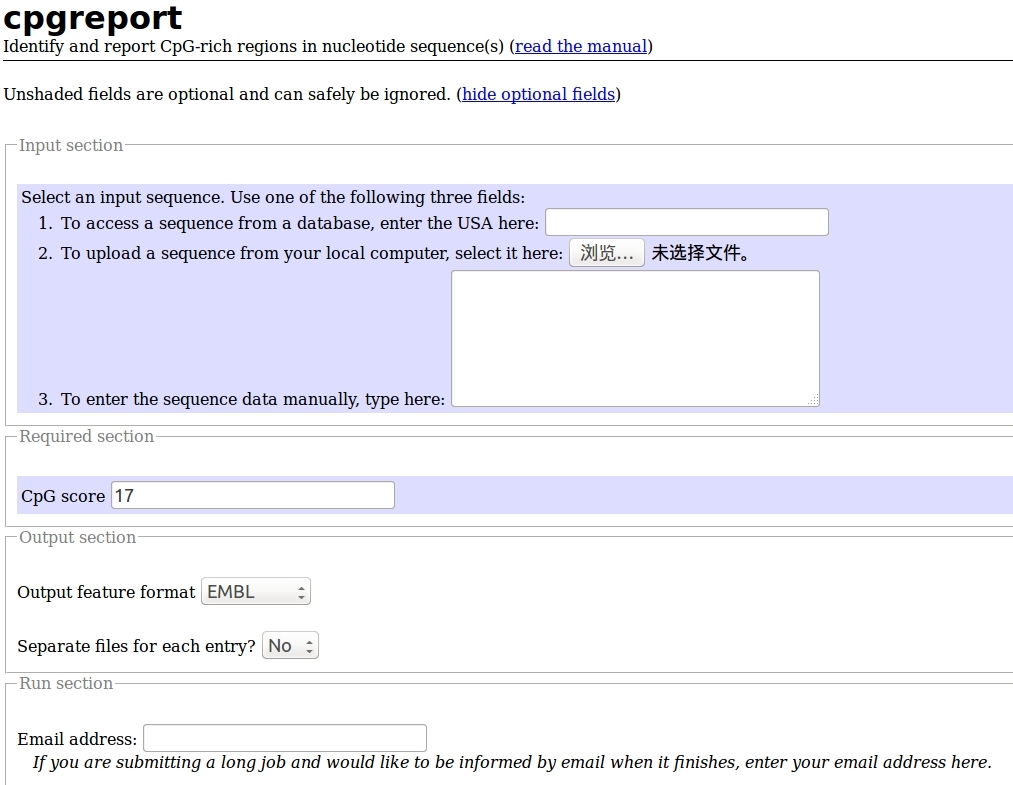 cpgreport
Identify and report CpG-rich regions in nucleotide sequence(s) (read the manual)
Unshaded fields are optional and can safely be ignored. (hide optional fields)
Input section
Select an input sequence. Use one of the following three fields:
1. To access a sequence from a database, enter the USA here:
2. To upload a sequence from your local computer, select it here: 浏览... 未选择文件。
3. To enter the sequence data manually, type here:
Required section
CpG score 17
Output section
Output feature format EMBL
Separate files for each entry? No
Run section
Email address:
If you are submitting a long job and would like to be informed by email when it finishes, enter your email address here.